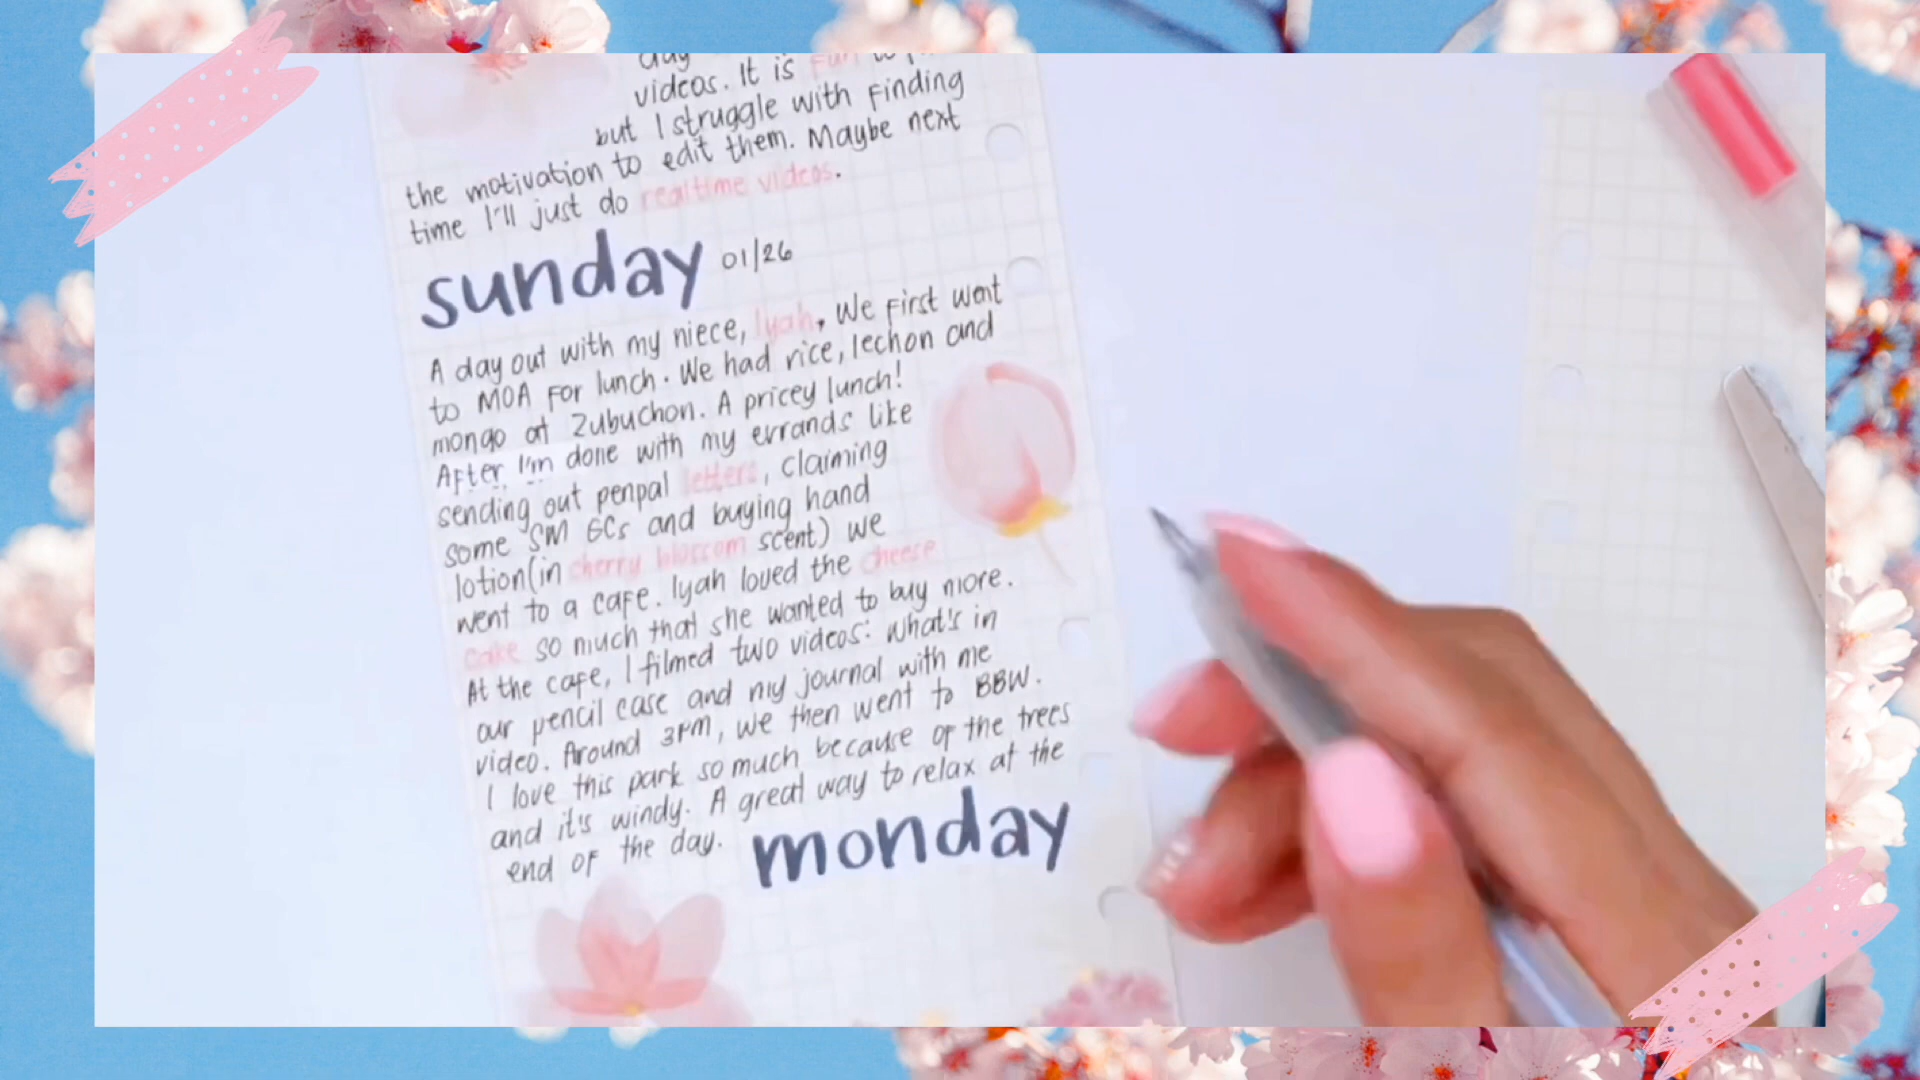 day
videos. It is fun to
but I struggle with finding
the motivation to edit them. Maybe next
time I'll just do realtime videos.
sunday 01/26
A day out with my niece, Iyah. We first went
to MOA for lunch. We had rice, lechon and
mongo at Zubuchon. A pricey lunch!
After I'm done with my errands like
sending out penpal letters, claiming
some SM GCs and buying hand
lotion(in cherry blossom scent) we
went to a cafe. Iyah loved the cheese
cake so much that she wanted to buy more.
At the cafe, I filmed two videos: What's in
our pencil case and my journal with me
video. Around 3PM, we then went to BBW.
I love this park so much because of the trees
and it's windy. A great way to relax at the
end of the day.
monday